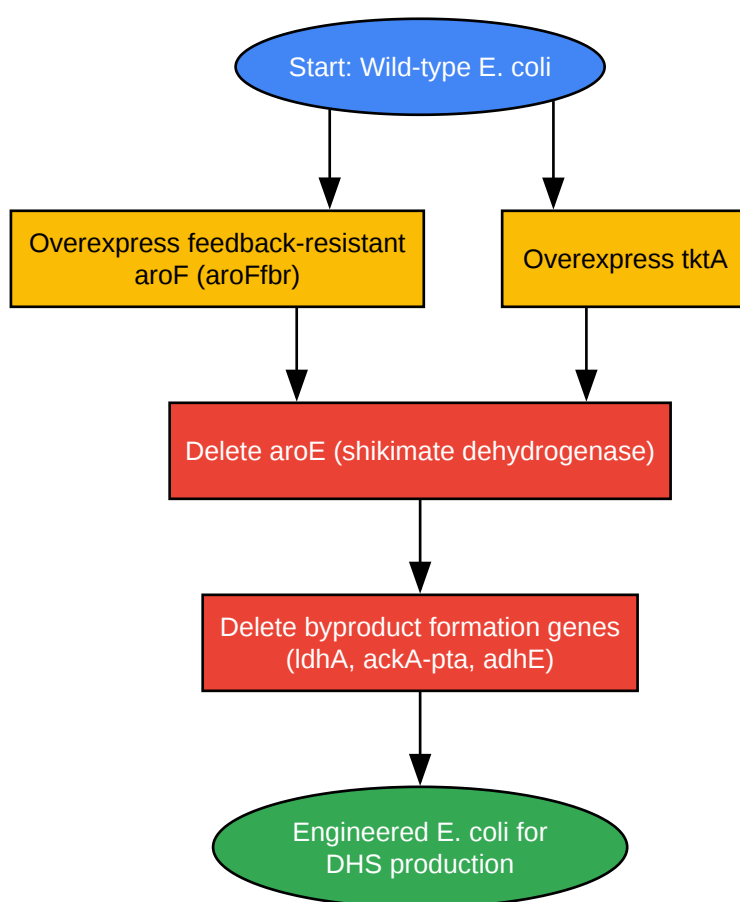 Start: Wild-type E. coli
Overexpress feedback-resistant
aroF (aroFfbr)
Overexpress tktA
Delete aroE (shikimate dehydrogenase)
Delete byproduct formation genes
(ldhA, ackA-pta, adhE)
Engineered E. coli for
DHS production